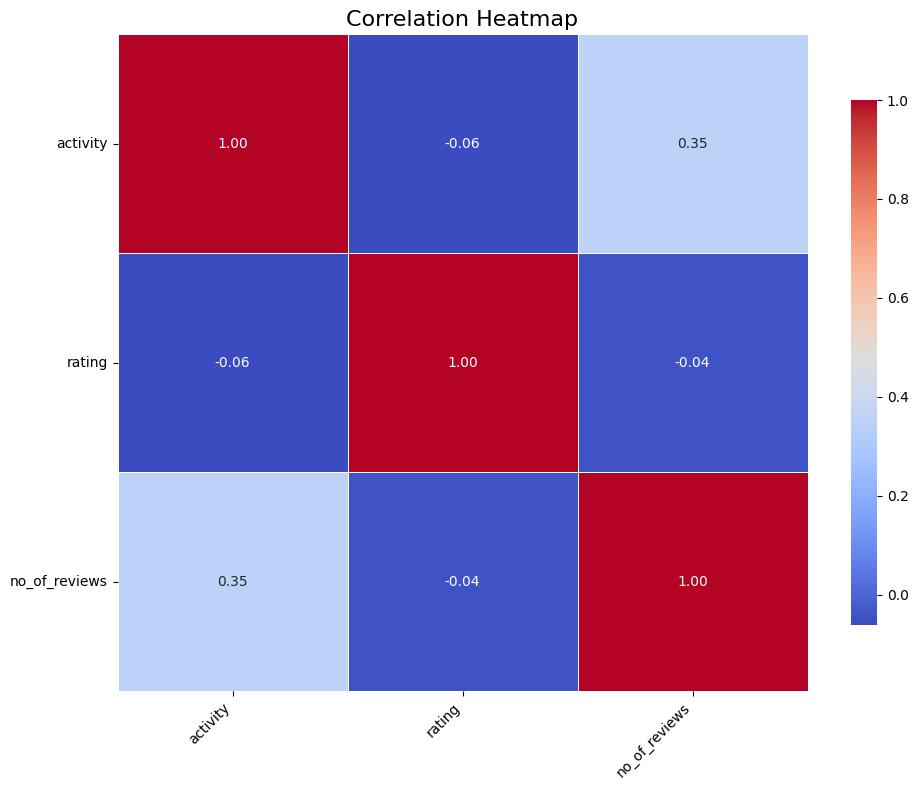 Correlation Heatmap
activity
1.00
-0.06
0.35
rating
-0.06
1.00
-0.04
no_of_reviews
0.35
-0.04
1.00
activity
rating
no_of_reviews
1.0
0.8
0.6
0.4
0.2
0.0